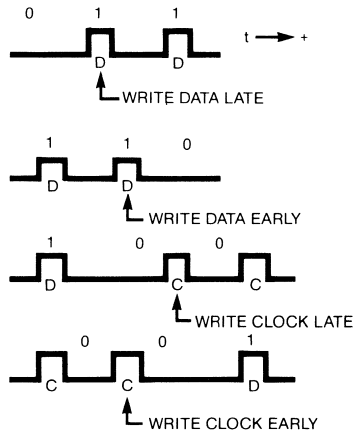 0 1 1
t +
D D
WRITE DATA LATE
1 1 0
D D
WRITE DATA EARLY
1 0 0
D C C
WRITE CLOCK LATE
0 0 1
C C D
WRITE CLOCK EARLY